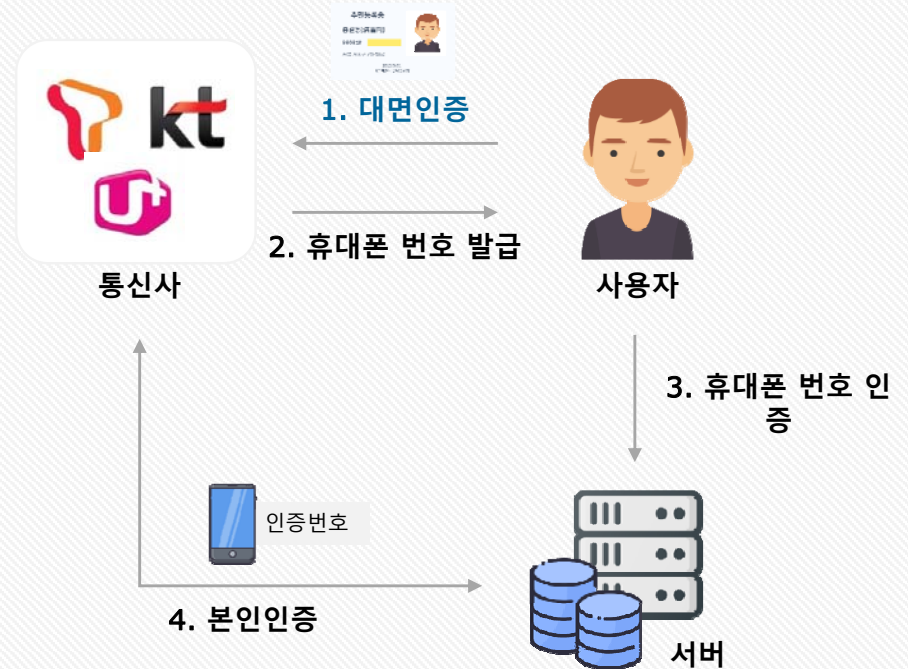 1. 대면인증
kt
U+
2. 휴대폰 번호 발급
통신사
사용자
3. 휴대폰 번호 인
증
인증번호
4. 본인인증
서버